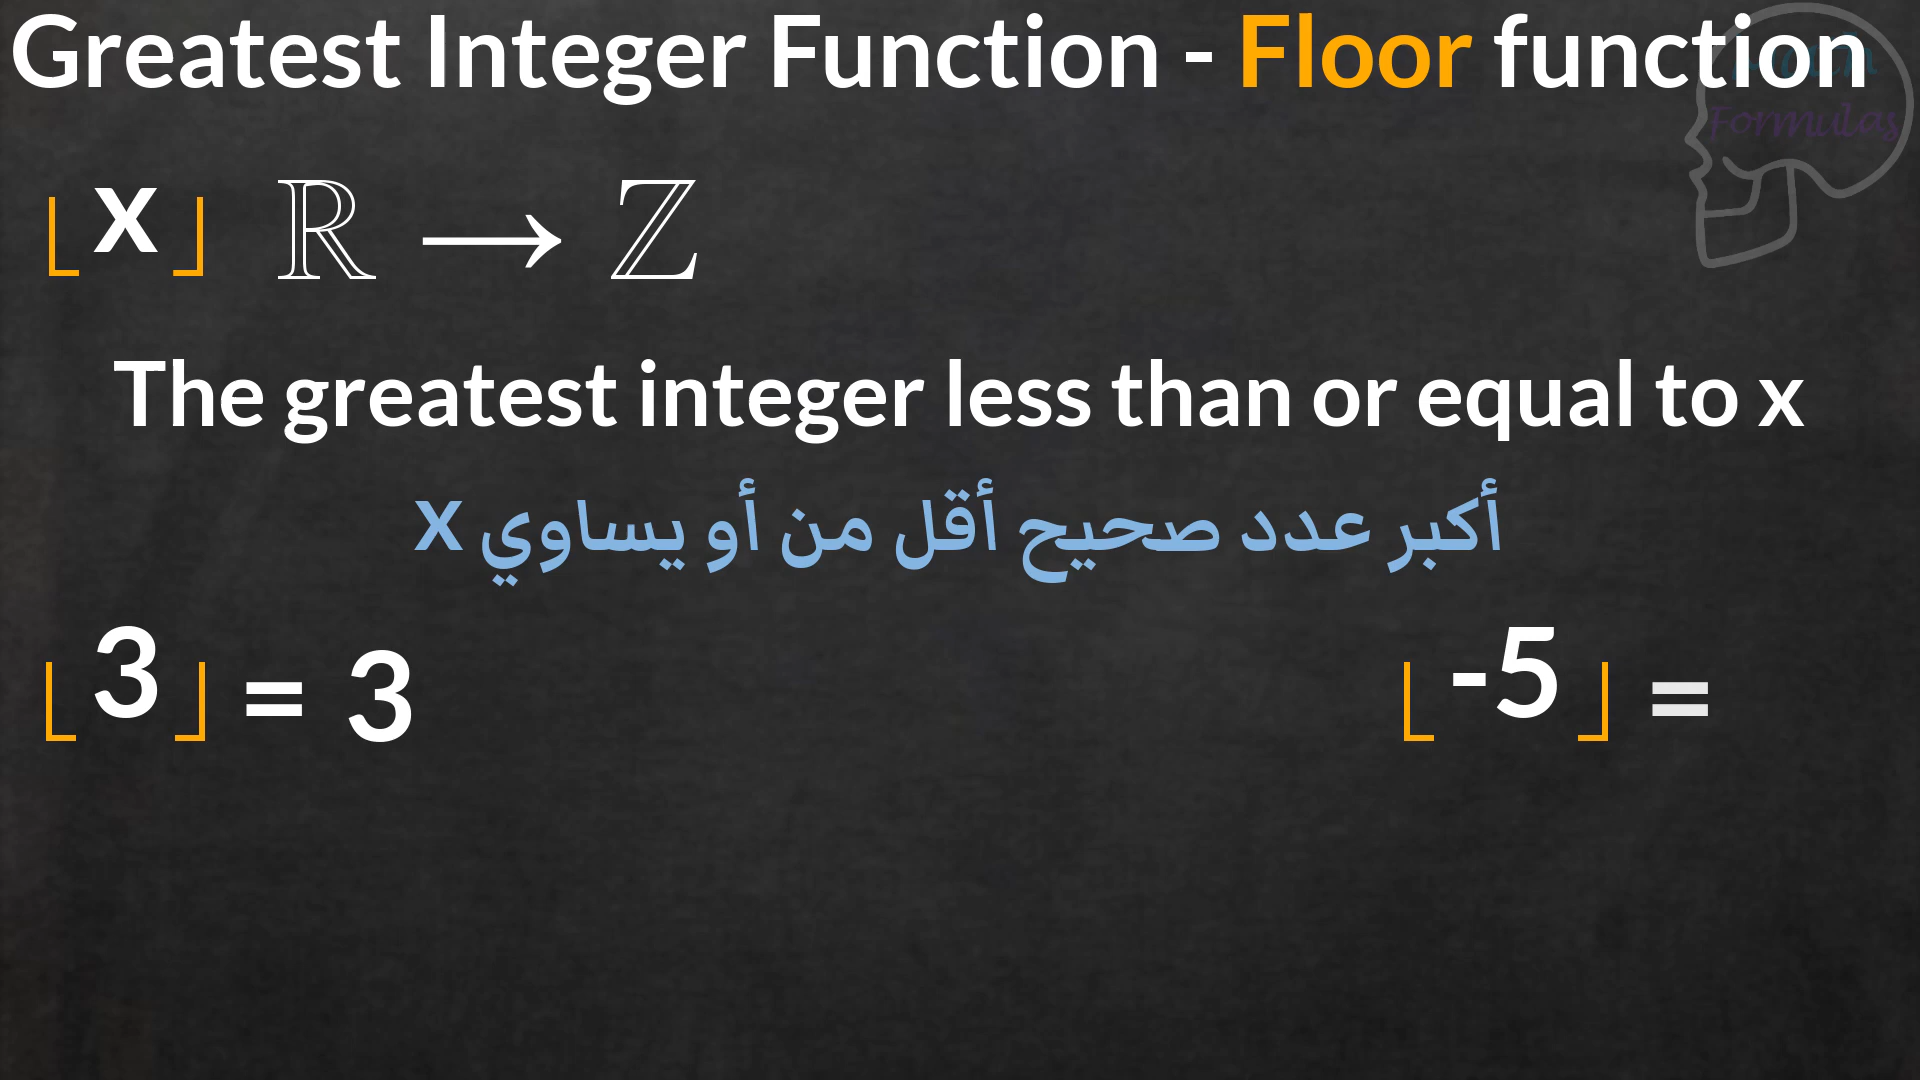 Greatest Integer Function - Floor function
Formulas
⌊x⌋ ℝ → ℤ
The greatest integer less than or equal to x
أكبر عدد صحيح أقل من أو يساوي x
⌊3⌋ = 3
⌊-5⌋ =